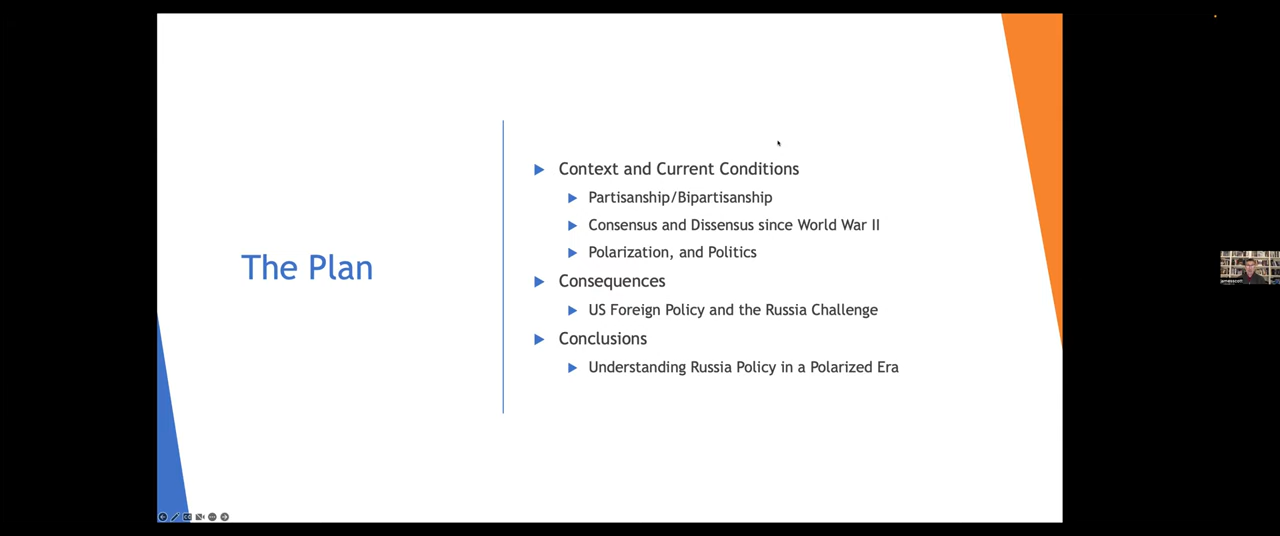 The Plan
Context and Current Conditions
Partisanship/Bipartisanship
Consensus and Dissensus since World War II
Polarization, and Politics
Consequences
US Foreign Policy and the Russia Challenge
Conclusions
Understanding Russia Policy in a Polarized Era